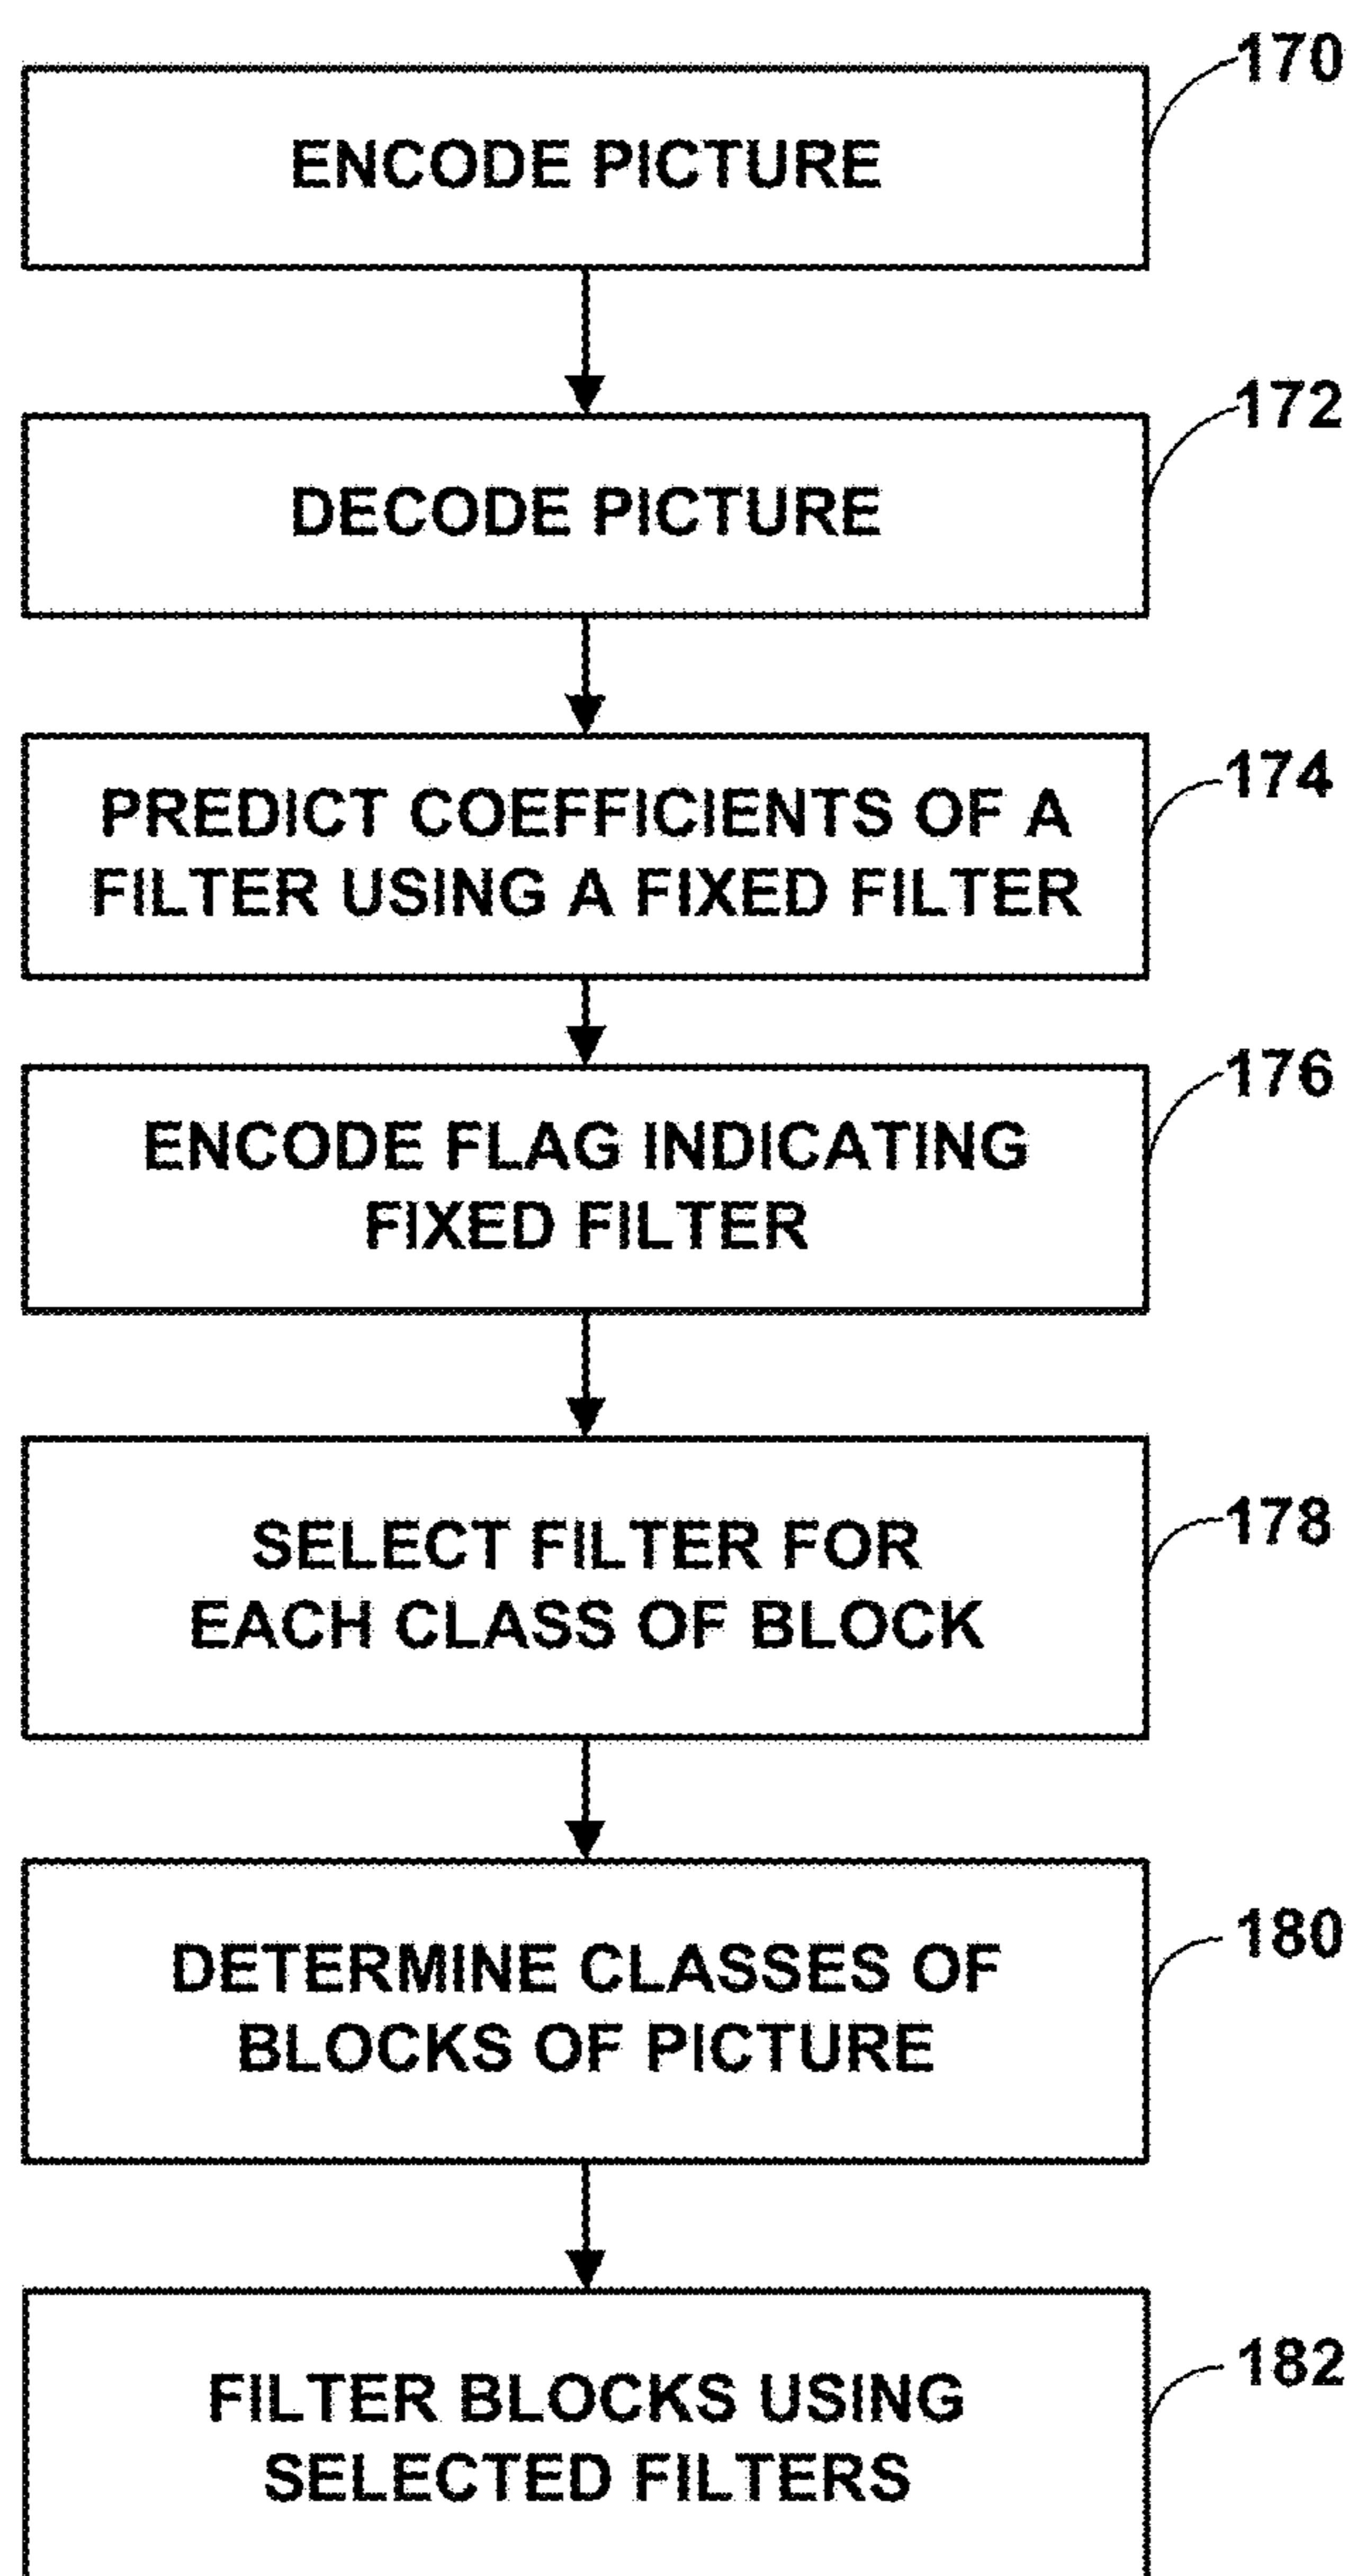 170
ENCODE PICTURE
172
DECODE PICTURE
174
PREDICT COEFFICIENTS OF A
FILTER USING A FIXED FILTER
176
ENCODE FLAG INDICATING
FIXED FILTER
178
SELECT FILTER FOR
EACH CLASS OF BLOCK
180
DETERMINE CLASSES OF
BLOCKS OF PICTURE
182
FILTER BLOCKS USING
SELECTED FILTERS